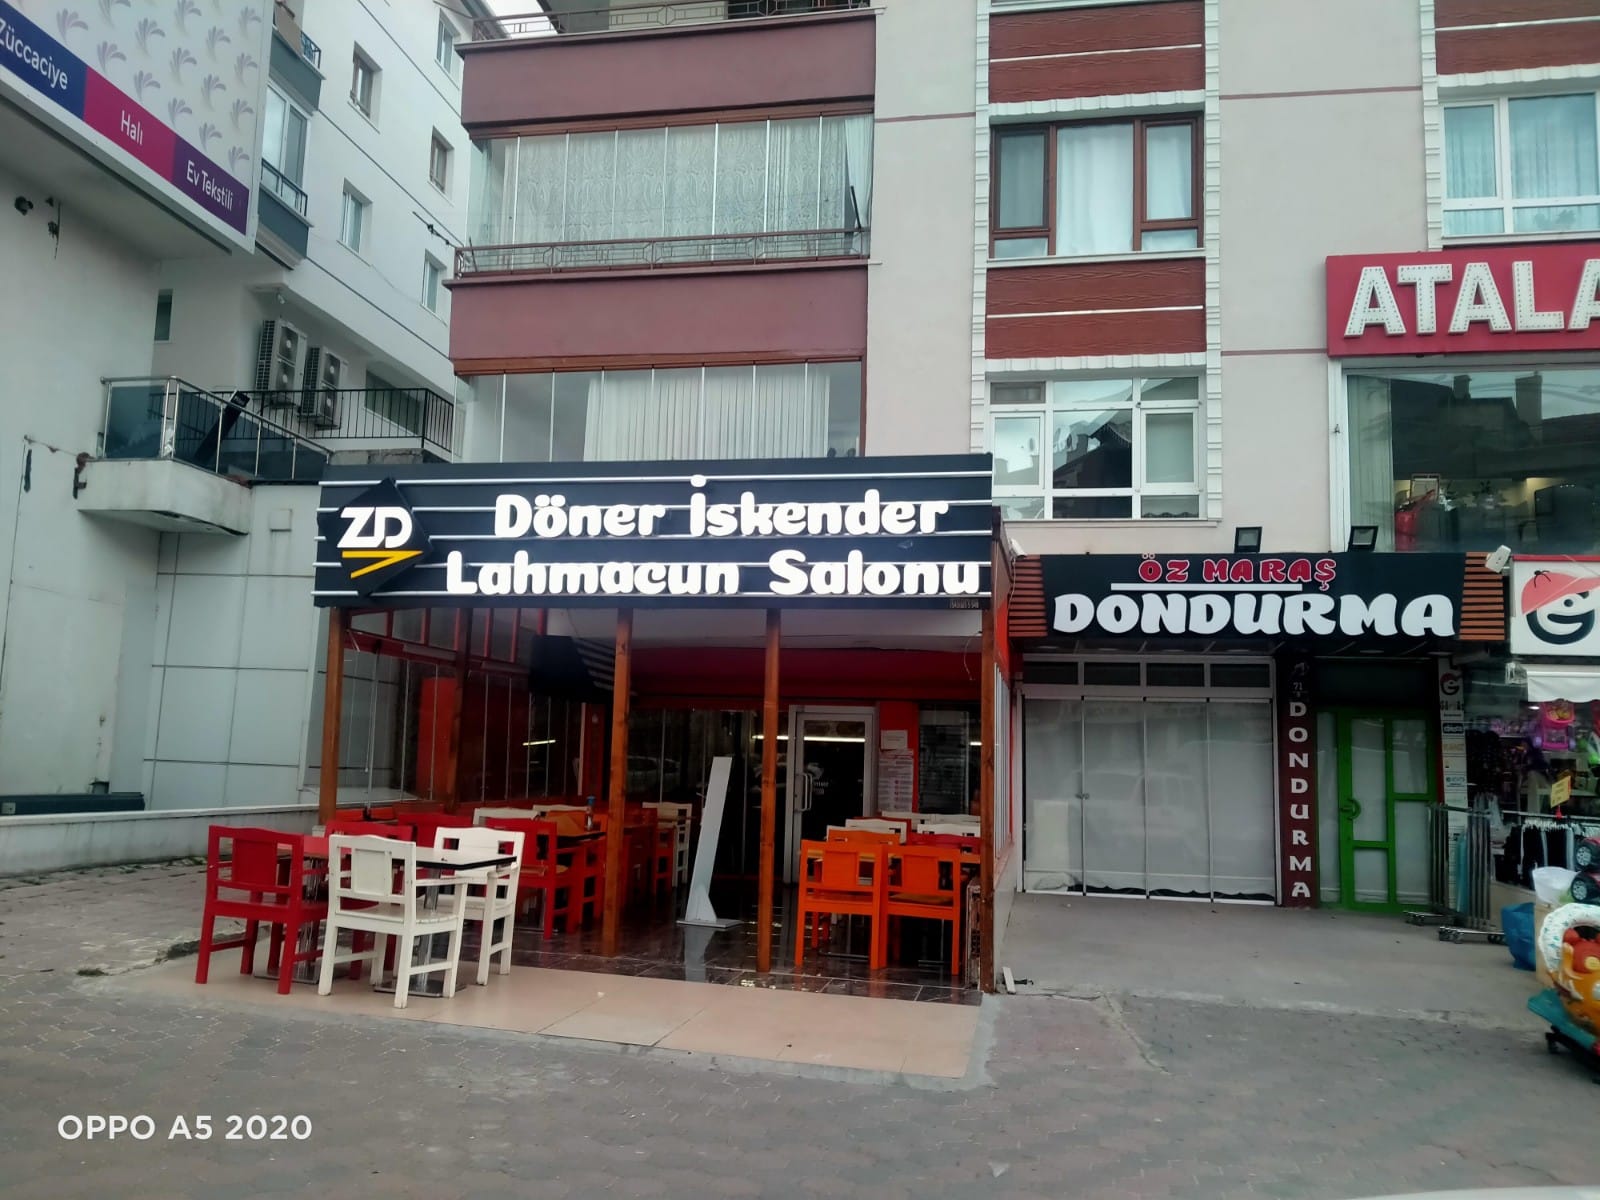 Züccaciye
Halı
Ev Tekstili
ATALA
ZD
Döner İskender
Lahmacun Salonu
ÖZ MARAŞ
DONDURMA
DONDURMA
OPPO A5 2020